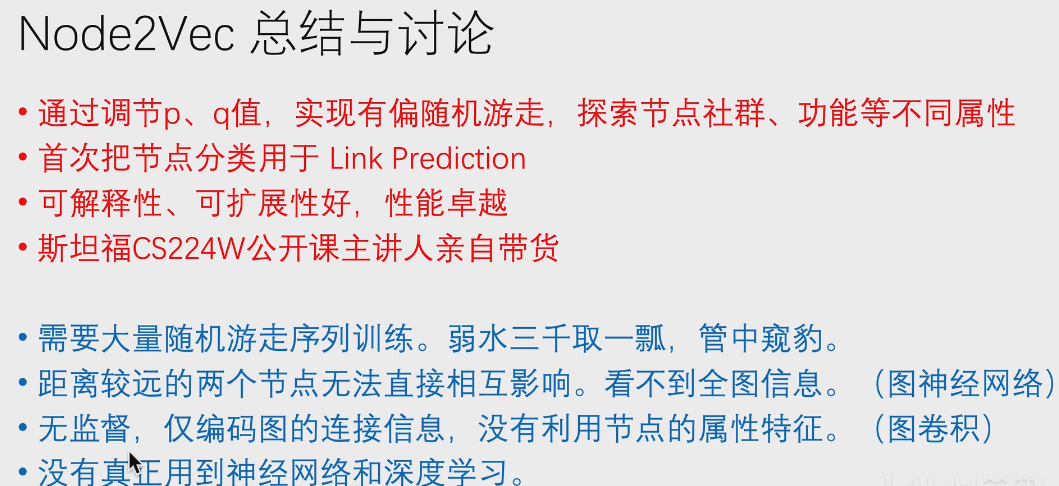 Node2Vec 总结与讨论
• 通过调节p、q值，实现有偏随机游走，探索节点社群、功能等不同属性
• 首次把节点分类用于 Link Prediction
• 可解释性、可扩展性好，性能卓越
• 斯坦福CS224W公开课主讲人亲自带货
• 需要大量随机游走序列训练。弱水三千取一瓢，管中窥豹。
• 距离较远的两个节点无法直接相互影响。看不到全图信息。（图神经网络）
• 无监督，仅编码图的连接信息，没有利用节点的属性特征。（图卷积）
• 没有真正用到神经网络和深度学习。